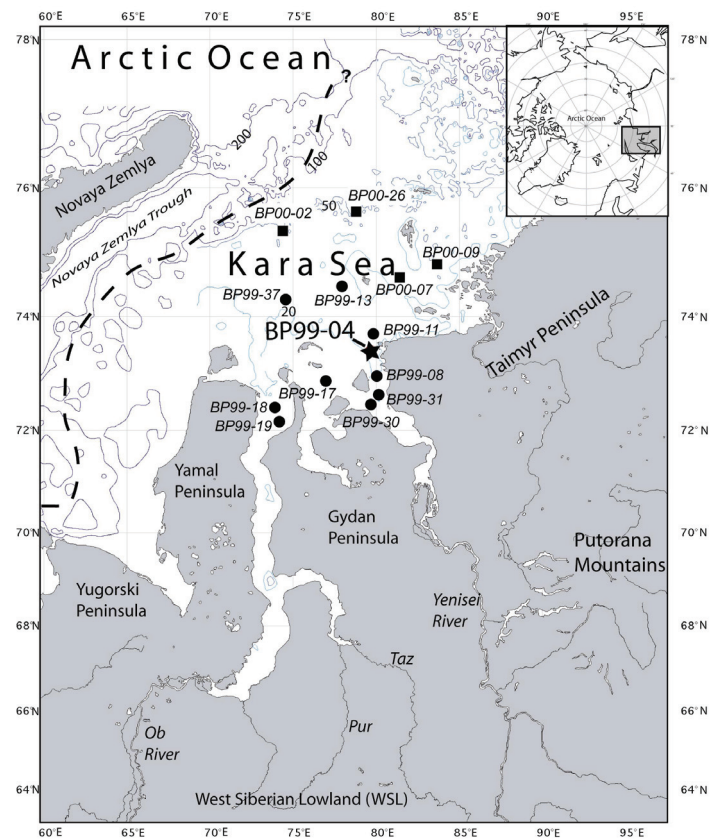 60°E 70°E 75°E 80°E 85°E 90°E 95°E
78°N 78°N
Arctic Ocean
?
Arctic Ocean
200
100
Novaya Zemlya
76°N 76°N
Novaya Zemlya Trough
50
BP00-26
BP00-02
BP00-09
Kara Sea
BP00-07
BP99-37
BP99-13
20
74°N 74°N
BP99-04
BP99-11
Taimyr Peninsula
BP99-08
BP99-17
BP99-31
BP99-18
BP99-19
BP99-30
72°N 72°N
Yamal
Peninsula
Gydan
Peninsula
70°N 70°N
Putorana
Mountains
Yugorski
Peninsula
Yenisei
River
68°N 68°N
Taz
66°N 66°N
Ob
River
Pur
64°N 64°N
West Siberian Lowland (WSL)
60°E 65°E 70°E 75°E 80°E 85°E 90°E 95°E